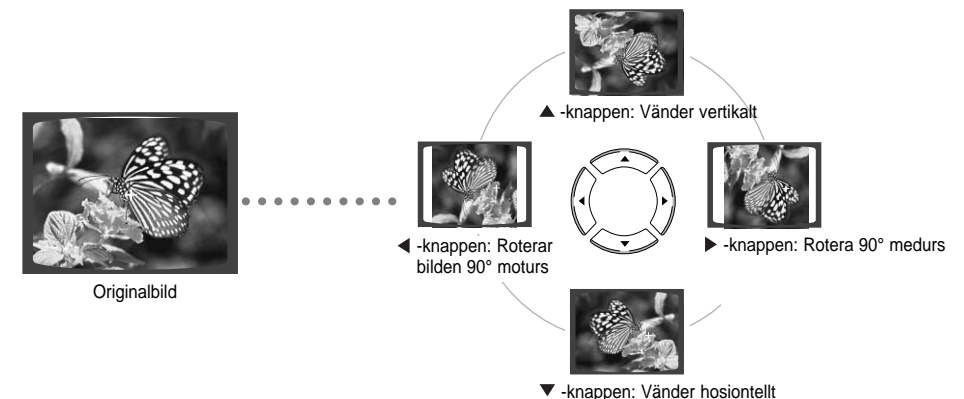 ▲ -knappen: Vänder vertikalt
◀ -knappen: Roterar
bilden 90° moturs
▶ -knappen: Rotera 90° medurs
Originalbild
▼ -knappen: Vänder hosiontellt